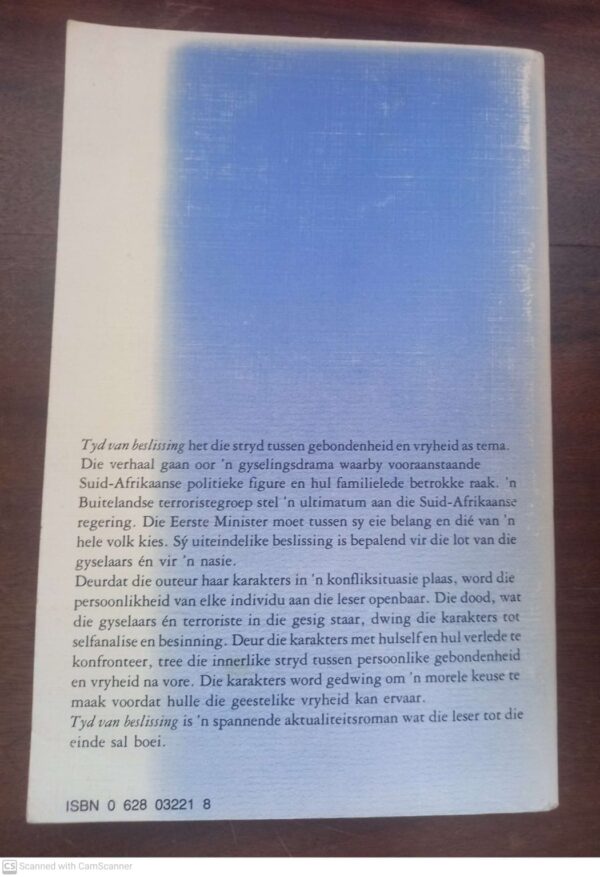 Tyd van beslissing het die stryd tussen gebondenheid en vryheid as tema.
Die verhaal gaan oor 'n gyselingsdrama waarby vooraanstaande
Suid-Afrikaanse politieke figure en hul familielede betrokke raak. 'n
Buitelandse terroristegroep stel 'n ultimatum aan die Suid-Afrikaanse
regering. Die Eerste Minister moet tussen sy eie belang en dié van 'n
hele volk kies. Sý uiteindelike beslissing is bepalend vir die lot van die
gyselaars én vir 'n nasie.
Deurdat die outeur haar karakters in 'n konfliksituasie plaas, word die
persoonlikheid van elke individu aan die leser openbaar. Die dood, wat
die gyselaars én terroriste in die gesig staar, dwing die karakters tot
selfanalise en besinning. Deur die karakters met hulself en hul verlede te
konfronteer, tree die innerlike stryd tussen persoonlike gebondenheid
en vryheid na vore. Die karakters word gedwing om 'n morele keuse te
maak voordat hulle die geestelike vryheid kan ervaar.
Tyd van beslissing is 'n spannende aktualiteitsroman wat die leser tot die
einde sal boei.
ISBN 0 628 03221 8
CS Scanned with CamScanner